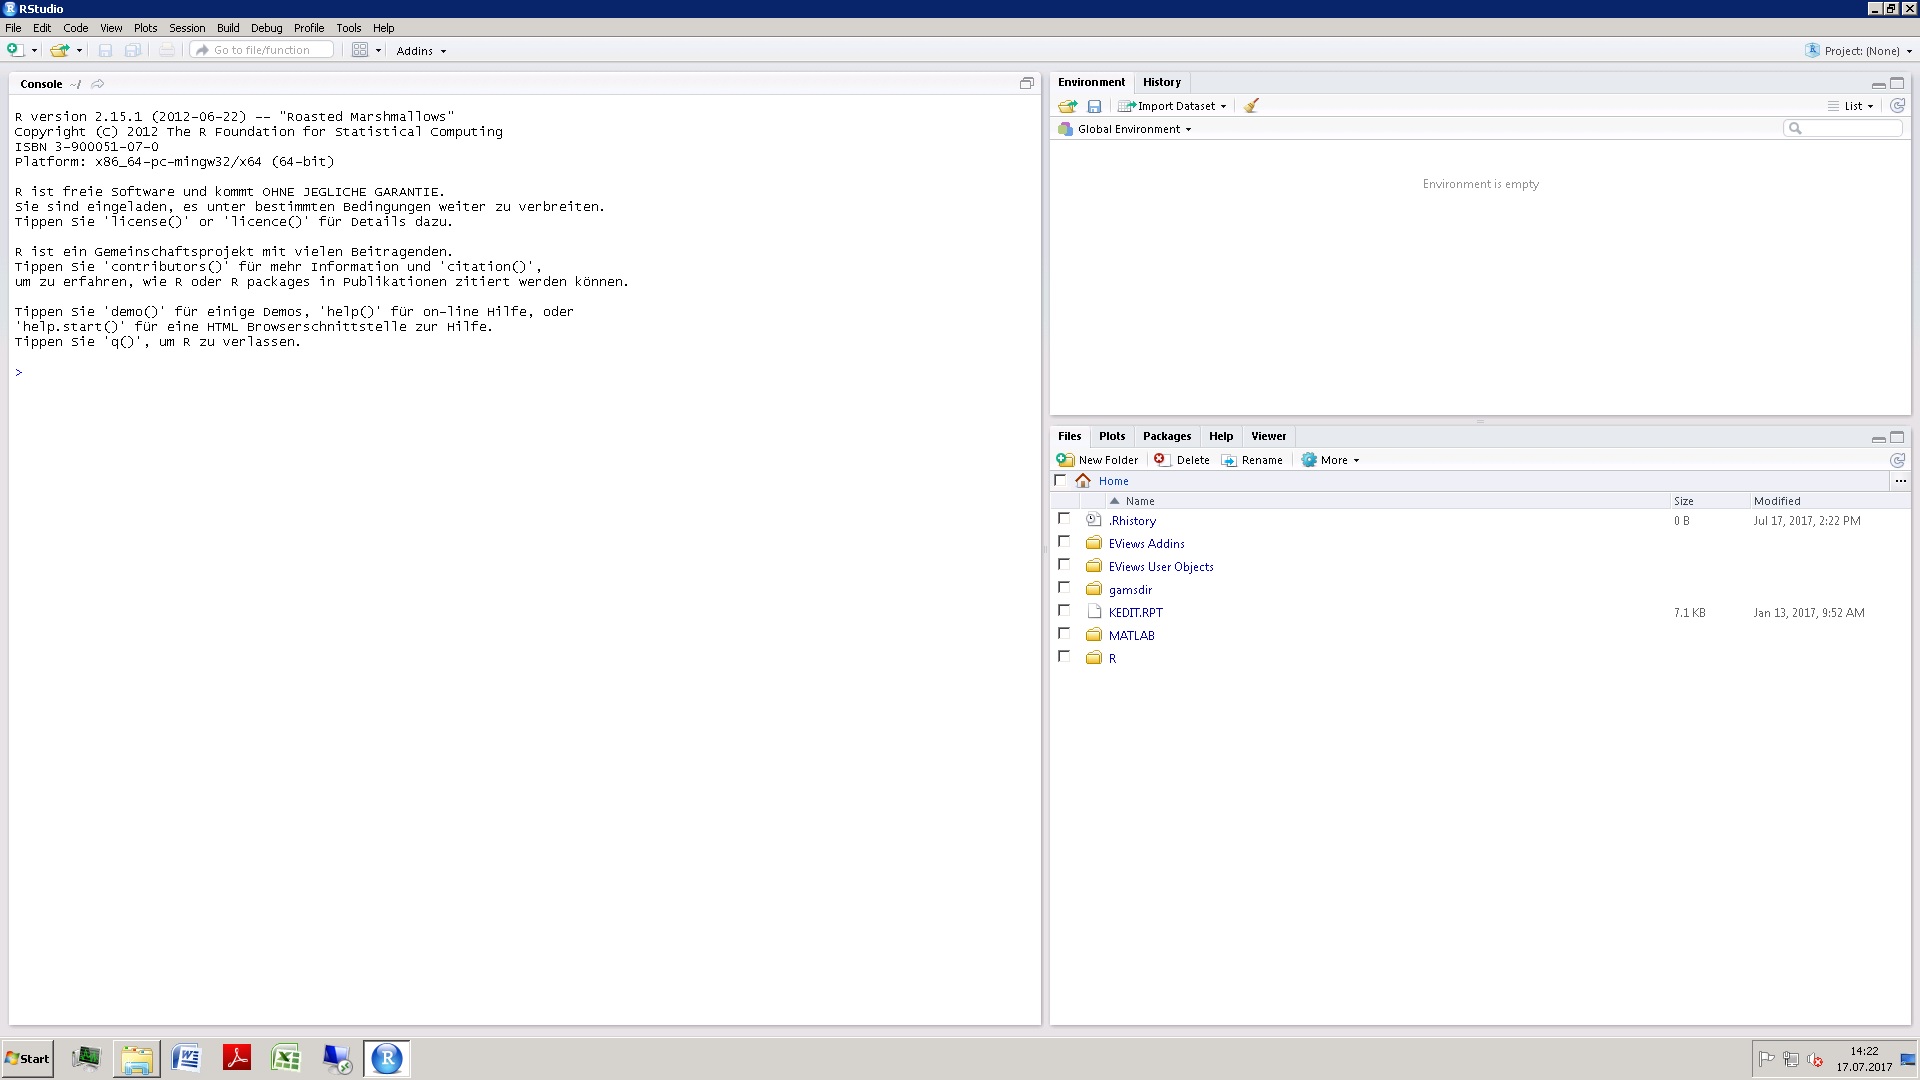 RStudio
File Edit Code View Plots Session Build Debug Profile Tools Help
Go to file/function Addins Project: (None)
Console ~/
R version 2.15.1 (2012-06-22) -- "Roasted Marshmallows"
Copyright (C) 2012 The R Foundation for Statistical Computing
ISBN 3-900051-07-0
Platform: x86_64-pc-mingw32/x64 (64-bit)
R ist freie Software und kommt OHNE JEGLICHE GARANTIE.
Sie sind eingeladen, es unter bestimmten Bedingungen weiter zu verbreiten.
Tippen Sie 'license()' or 'licence()' für Details dazu.
R ist ein Gemeinschaftsprojekt mit vielen Beitragenden.
Tippen Sie 'contributors()' für mehr Information und 'citation()',
um zu erfahren, wie R oder R packages in Publikationen zitiert werden können.
Tippen Sie 'demo()' für einige Demos, 'help()' für on-line Hilfe, oder
'help.start()' für eine HTML Browserschnittstelle zur Hilfe.
Tippen Sie 'q()', um R zu verlassen.
>
Environment History
Import Dataset List
Global Environment
Environment is empty
Files Plots Packages Help Viewer
New Folder Delete Rename More
Home ...
Name Size Modified
.Rhistory 0 B Jul 17, 2017, 2:22 PM
EViews Addins
EViews User Objects
gamsdir
KEDIT.RPT 7.1 KB Jan 13, 2017, 9:52 AM
MATLAB
R
Start
14:22
17.07.2017